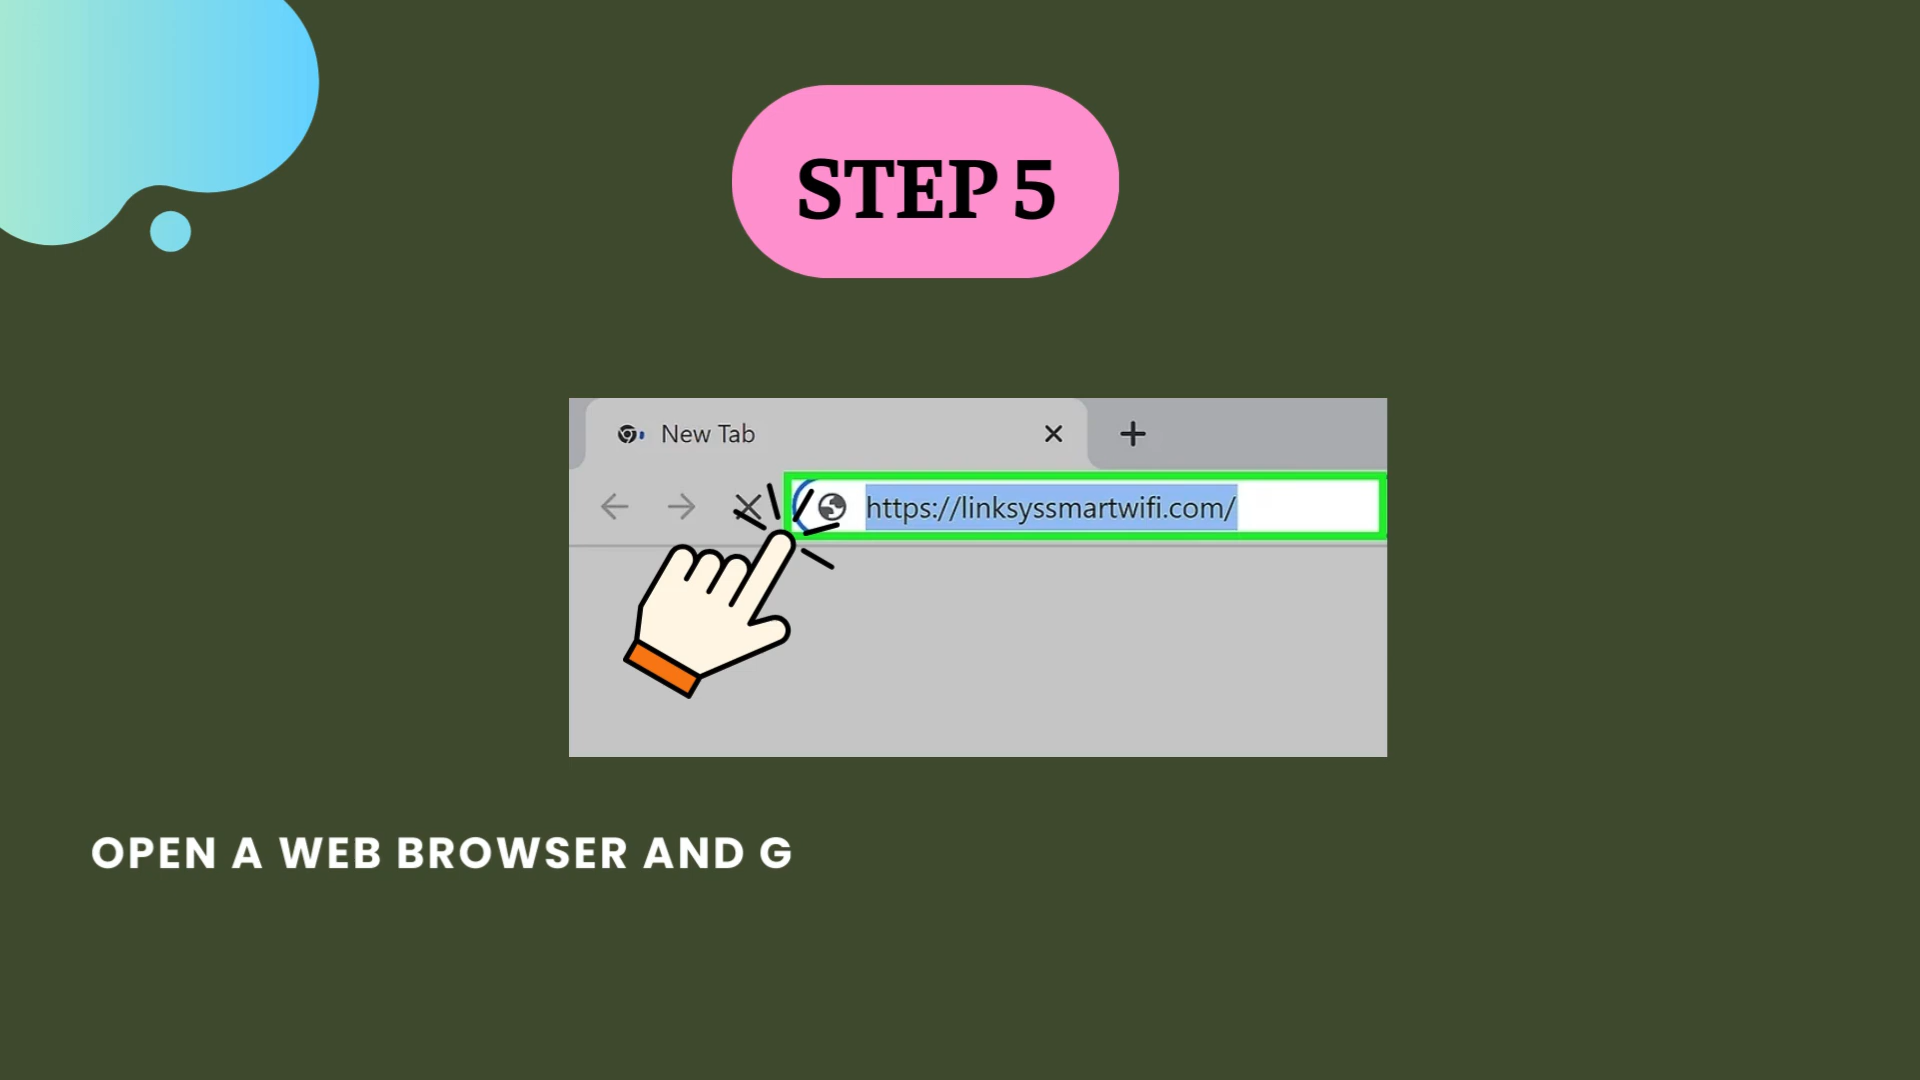 STEP 5
New Tab
https://linksyssmartwifi.com/
OPEN A WEB BROWSER AND G